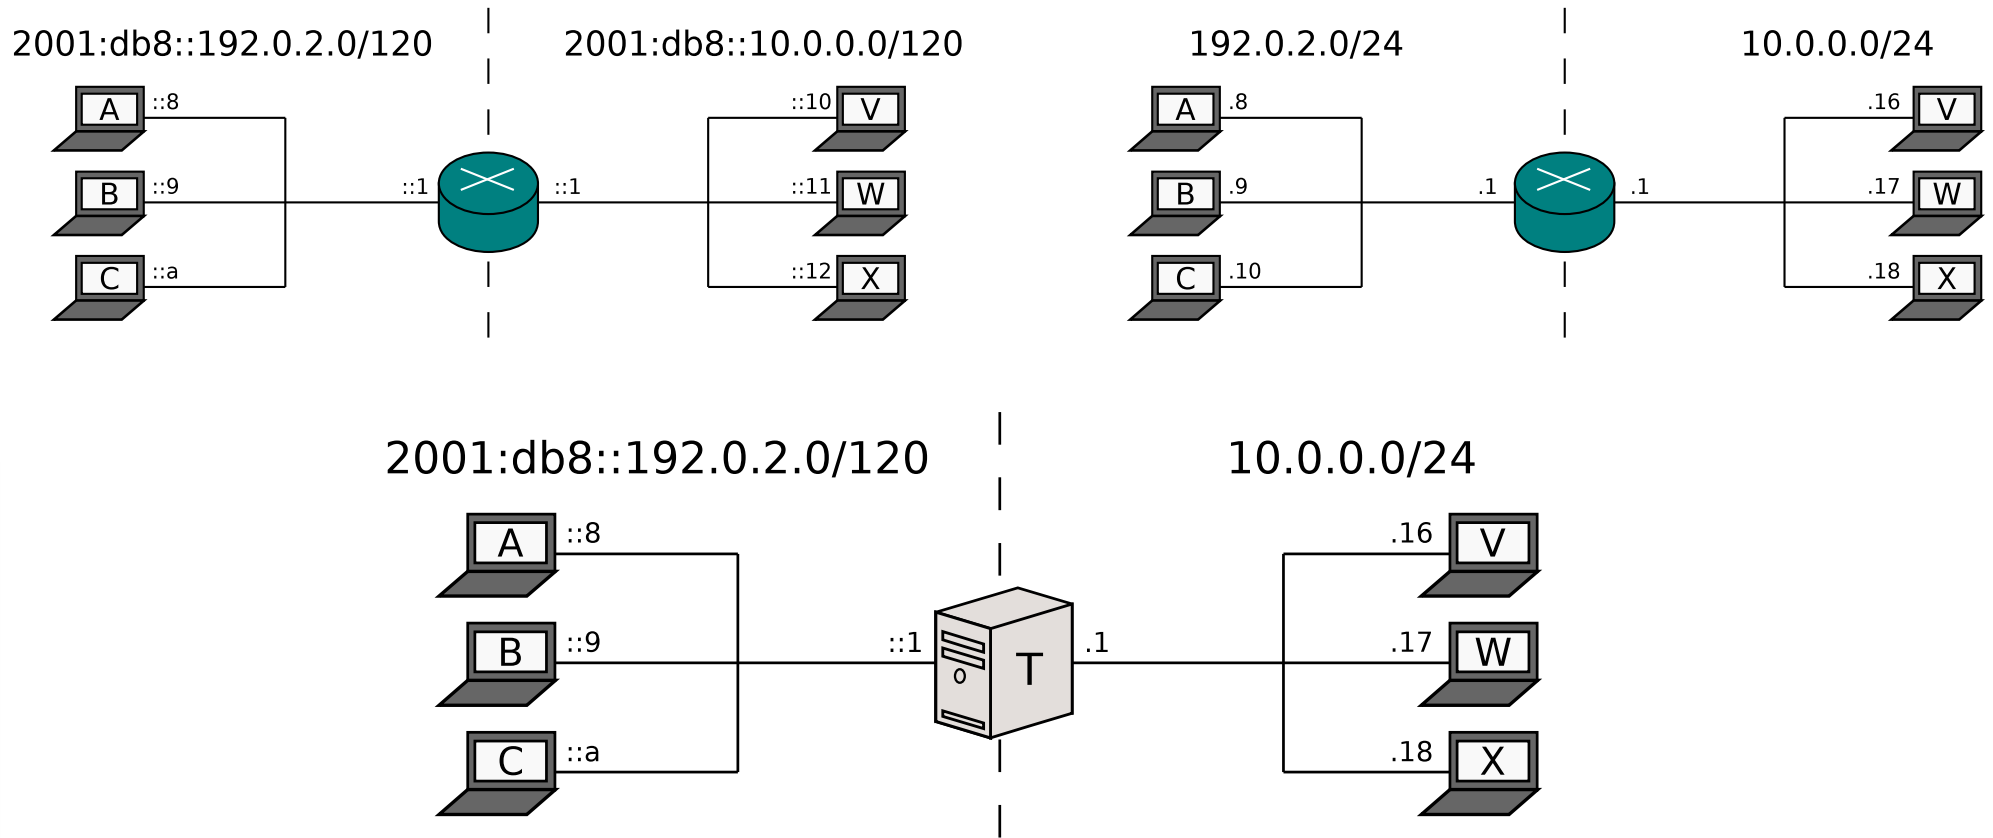 2001:db8::192.0.2.0/120
2001:db8::10.0.0.0/120
A ::8
B ::9
C ::a
::1
::1
::10 V
::11 W
::12 X
192.0.2.0/24
10.0.0.0/24
A .8
B .9
C .10
.1
.1
.16 V
.17 W
.18 X
2001:db8::192.0.2.0/120
10.0.0.0/24
A ::8
B ::9
C ::a
::1
T
.1
.16 V
.17 W
.18 X